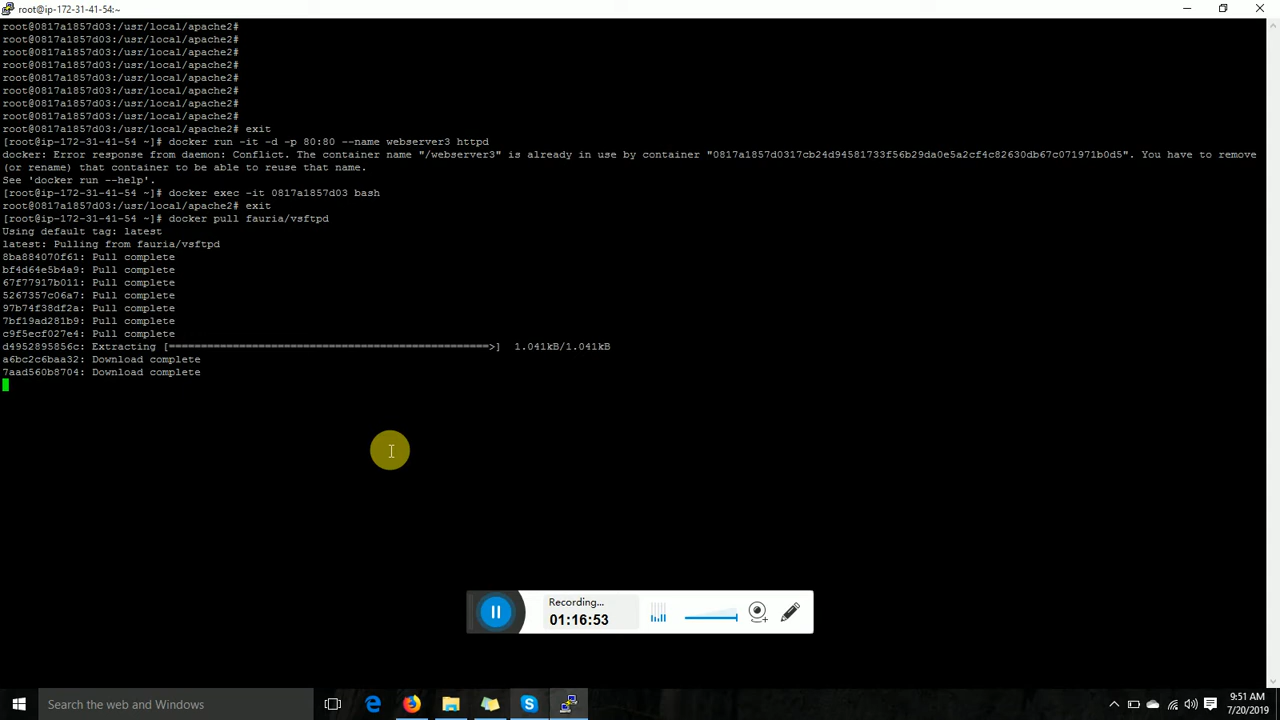 root@ip-172-31-41-54:~
root@0817a1857d03:/usr/local/apache2#
root@0817a1857d03:/usr/local/apache2#
root@0817a1857d03:/usr/local/apache2#
root@0817a1857d03:/usr/local/apache2#
root@0817a1857d03:/usr/local/apache2#
root@0817a1857d03:/usr/local/apache2#
root@0817a1857d03:/usr/local/apache2#
root@0817a1857d03:/usr/local/apache2#
root@0817a1857d03:/usr/local/apache2# exit
[root@ip-172-31-41-54 ~]# docker run -it -d -p 80:80 --name webserver3 httpd
docker: Error response from daemon: Conflict. The container name "/webserver3" is already in use by container "0817a1857d0317cb24d94581733f56b29da0e5a2cf4c82630db67c071971b0d5". You have to remove
(or rename) that container to be able to reuse that name.
See 'docker run --help'.
[root@ip-172-31-41-54 ~]# docker exec -it 0817a1857d03 bash
root@0817a1857d03:/usr/local/apache2# exit
[root@ip-172-31-41-54 ~]# docker pull fauria/vsftpd
Using default tag: latest
latest: Pulling from fauria/vsftpd
8ba884070f61: Pull complete
bf4d64e5b4a9: Pull complete
67f77917b011: Pull complete
5267357c06a7: Pull complete
97b74f38df2a: Pull complete
7bf19ad281b9: Pull complete
c9f5ecf027e4: Pull complete
d4952895856c: Extracting [==================================================>] 1.041kB/1.041kB
a6bc2c6baa32: Download complete
7aad560b8704: Download complete
Recording...
01:16:53
Search the web and Windows
9:51 AM
7/20/2019